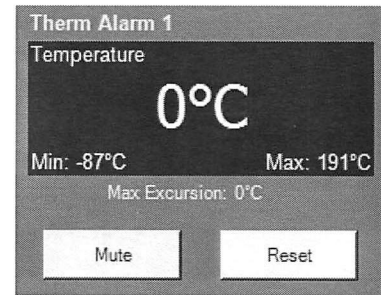 Therm Alarm 1
Temperature
0°C
Min: -87°C Max: 191°C
Max Excursion: 0°C
Mute Reset